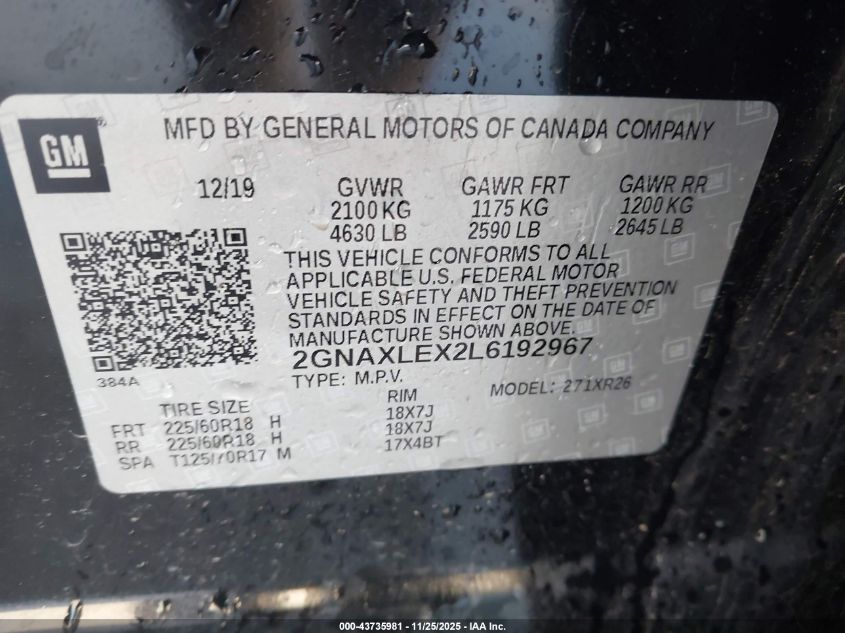 GM
MFD BY GENERAL MOTORS OF CANADA COMPANY
12/19 GVWR GAWR FRT GAWR RR
2100 KG 1175 KG 1200 KG
4630 LB 2590 LB 2645 LB
THIS VEHICLE CONFORMS TO ALL
APPLICABLE U.S. FEDERAL MOTOR
VEHICLE SAFETY AND THEFT PREVENTION
STANDARDS IN EFFECT ON THE DATE OF
MANUFACTURE SHOWN ABOVE.
2GNAXLEX2L6192967
384A
TYPE: M.P.V. MODEL: 271XR26
TIRE SIZE RIM
FRT 225/60R18 H 18X7J
RR 225/60R18 H 18X7J
SPA T125/70R17 M 17X4BT
000-43735981 - 11/25/2025 - IAA Inc.